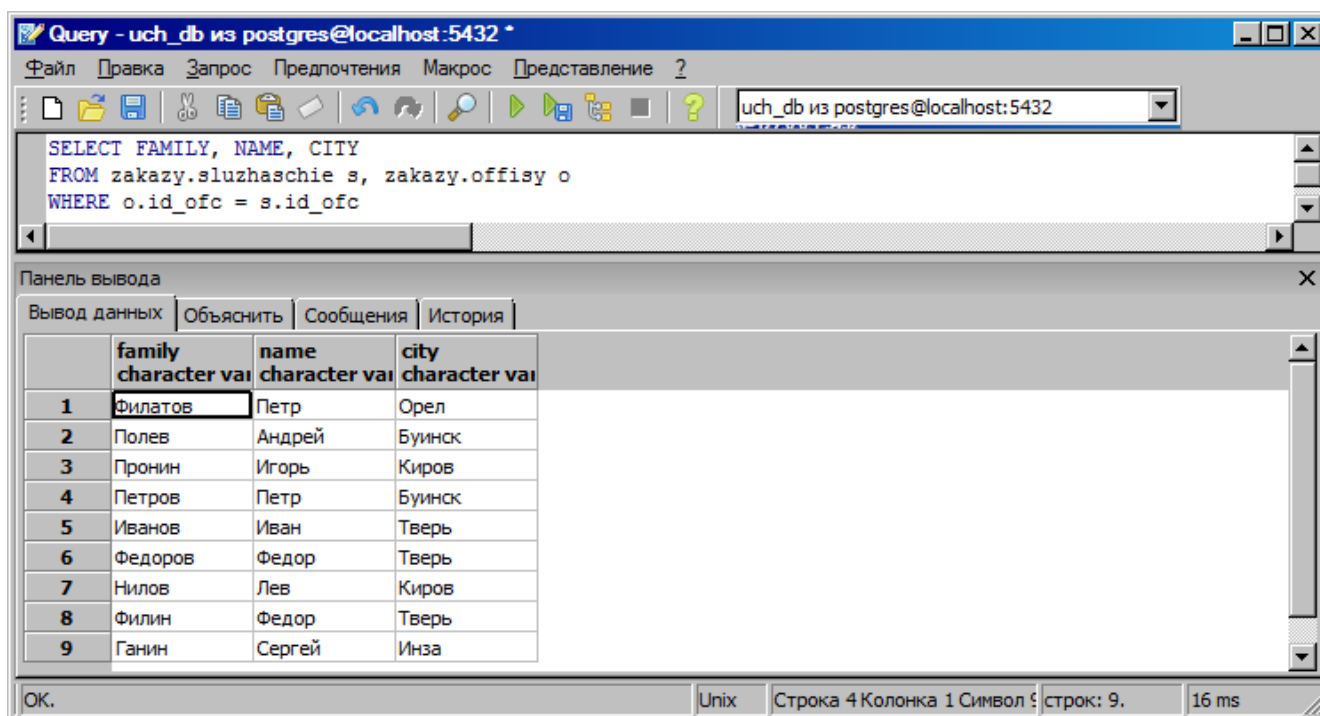 Query - uch_db из postgres@localhost:5432 *
Файл Правка Запрос Предпочтения Макрос Представление ?
uch_db из postgres@localhost:5432
SELECT FAMILY, NAME, CITY
FROM zakazy.sluzhaschie s, zakazy.offisy o
WHERE o.id_ofc = s.id_ofc
Панель вывода
Вывод данных Объяснить Сообщения История
family name city
character var character var character var
1 Филатов Петр Орел
2 Полев Андрей Буинск
3 Пронин Игорь Киров
4 Петров Петр Буинск
5 Иванов Иван Тверь
6 Федоров Федор Тверь
7 Нилов Лев Киров
8 Филин Федор Тверь
9 Ганин Сергей Инза
OK. Unix Строка 4 Колонка 1 Символ строк: 9. 16 ms